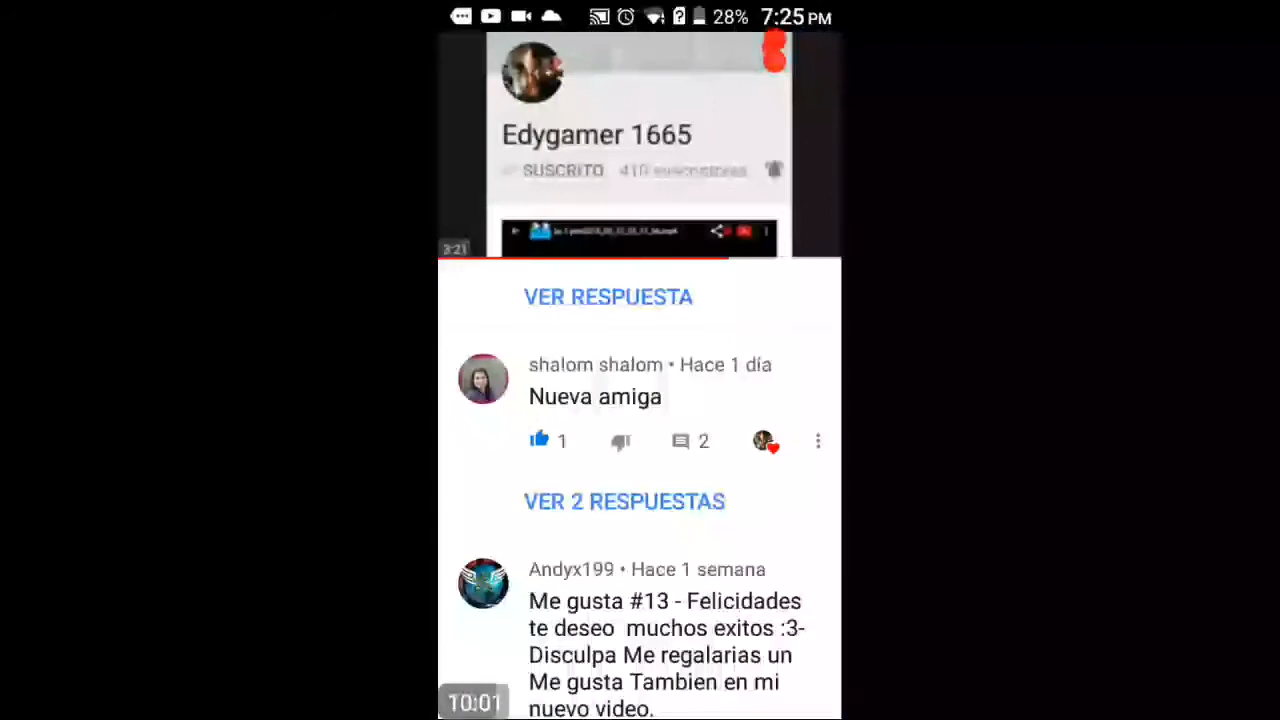 28% 7:25 PM
Edygamer 1665
SUSCRITO 410 suscriptores
3:21
VER RESPUESTA
shalom shalom • Hace 1 día
Nueva amiga
1 2
VER 2 RESPUESTAS
Andyx199 • Hace 1 semana
Me gusta #13 - Felicidades
te deseo muchos exitos :3-
Disculpa Me regalarias un
Me gusta Tambien en mi
nuevo video.
10:01